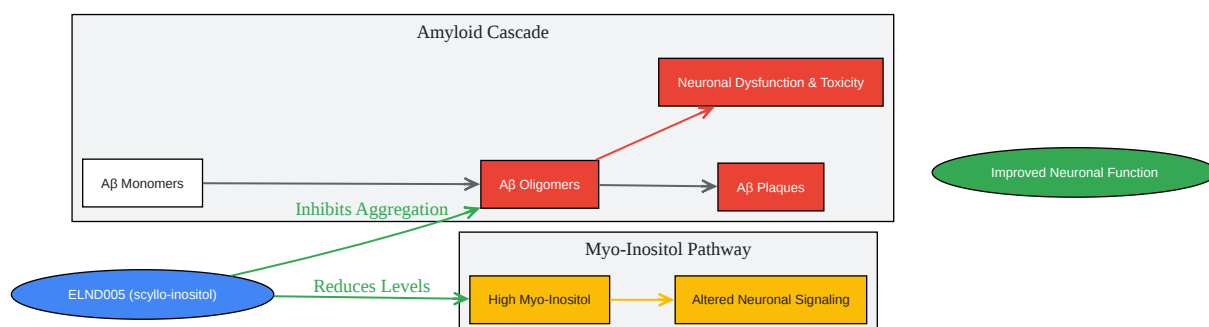 Amyloid Cascade
Neuronal Dysfunction & Toxicity
Aβ Monomers
Aβ Oligomers
Aβ Plaques
Improved Neuronal Function
Inhibits Aggregation
Myo-Inositol Pathway
ELND005 (scyllo-inositol)
Reduces Levels
High Myo-Inositol
Altered Neuronal Signaling